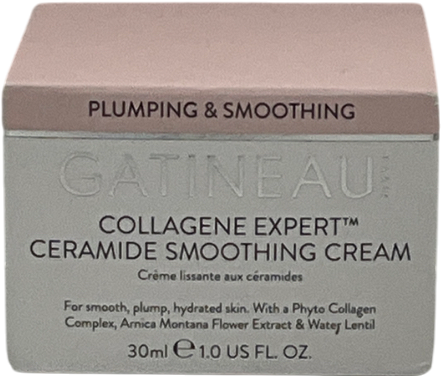 PLUMPING & SMOOTHING
GATINEAU
PARIS
COLLAGENE EXPERT™
CERAMIDE SMOOTHING CREAM
Crème lissante aux céramides
For smooth, plump, hydrated skin. With a Phyto Collagen
Complex, Arnica Montana Flower Extract & Water Lentil
30ml ℮ 1.0 US FL. OZ.